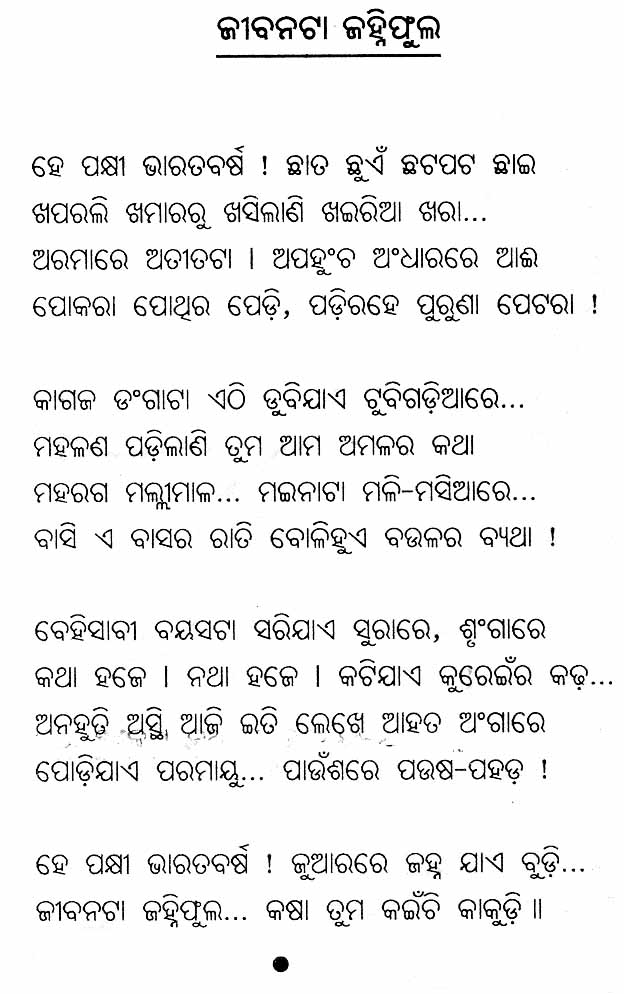 ଜୀବନଟା ଜହ୍ନିଫୁଲ
ହେ ପକ୍ଷୀ ଭାରତବର୍ଷ ! ଛାତ ଛୁଏଁ ଛଟପଟ ଛାଇ
ଖପରଲି ଖମାରରୁ ଖସିଲାଣି ଖଇରିଆ ଖରା...
ଅରମାରେ ଅତୀତଟା । ଅପହୁଂଚ ଅଂଧାରରେ ଆଈ
ପୋକରା ପୋଥିର ପେଡ଼ି, ପଡ଼ିରହେ ପୁରୁଣା ପେଟରା !
କାଗଜ ଡଂଗାଟା ଏଠି ଡୁବିଯାଏ ଟୁବିଗଡ଼ିଆରେ...
ମହଳଣ ପଡ଼ିଲାଣି ତୁମ ଆମ ଅମଳର କଥା
ମହରଗ ମଲ୍ଲୀମାଳ... ମଇନାଟା ମଳି-ମସିଆରେ...
ବାସି ଏ ବାସର ରାତି ବୋଳିହୁଏ ବଉଳର ବ୍ୟଥା !
ବେହିସାବୀ ବୟସଟା ସରିଯାଏ ସୁରାରେ, ଶୃଂଗାରେ
କଥା ହଜେ । ନଥା ହଜେ । କଟିଯାଏ କୁରେଇଁର କଢ଼...
ଅନହୁଡ଼ି ଅସ୍ଥି ଆଜି ଇତି ଲେଖେ ଆହତ ଅଂଗାରେ
ପୋଡ଼ିଯାଏ ପରମାୟୁ... ପାଉଁଶରେ ପଉଷ-ପହଡ଼ !
ହେ ପକ୍ଷୀ ଭାରତବର୍ଷ ! ଜୁଆରରେ ଜହ୍ନ ଯାଏ ବୁଡ଼ି...
ଜୀବନଟା ଜହ୍ନିଫୁଲ... କଷା ତୁମ କଇଁଚି କାକୁଡ଼ି ॥